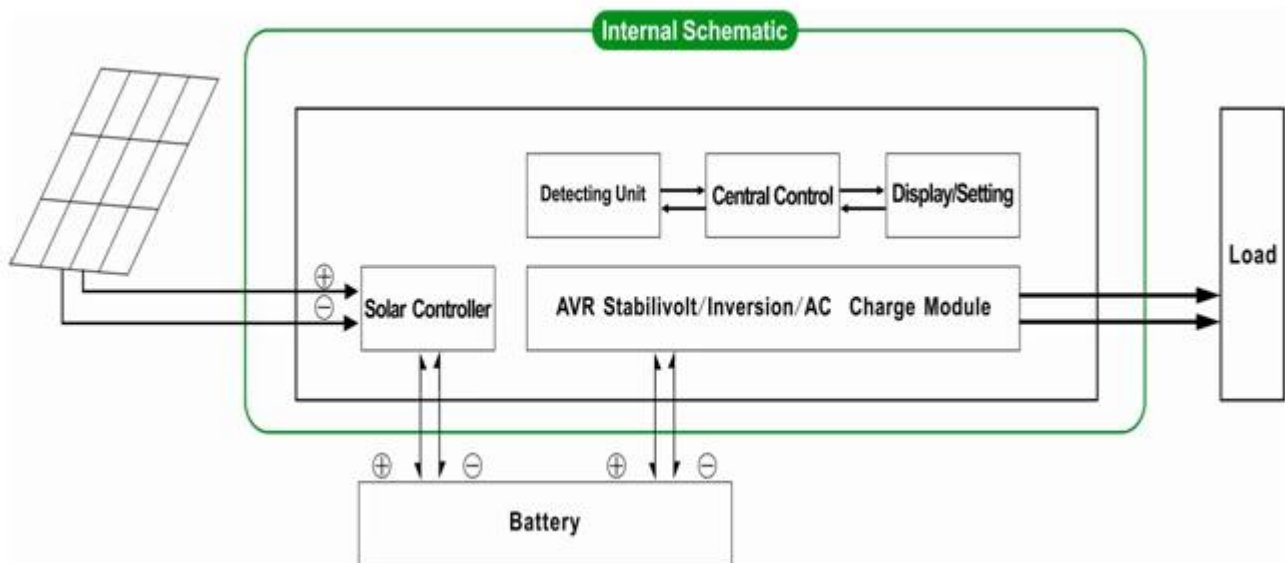 Internal Schematic
Detecting Unit
Central Control
Display/Setting
Load
⊕
⊖
Solar Controller
AVR Stabilivolt/Inversion/AC Charge Module
⊕ ⊖ ⊕ ⊖
Battery